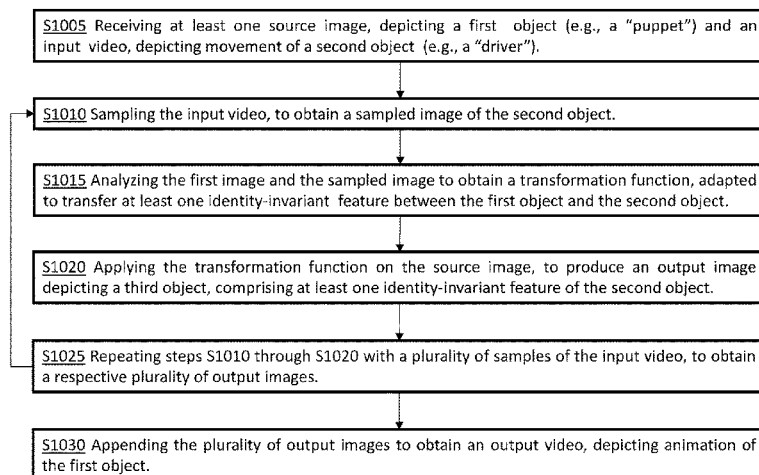 S1005 Receiving at least one source image, depicting a first object (e.g., a “puppet”) and an
input video, depicting movement of a second object (e.g., a “driver”).
S1010 Sampling the input video, to obtain a sampled image of the second object.
S1015 Analyzing the first image and the sampled image to obtain a transformation function, adapted
to transfer at least one identity-invariant feature between the first object and the second object.
S1020 Applying the transformation function on the source image, to produce an output image
depicting a third object, comprising at least one identity-invariant feature of the second object.
S1025 Repeating steps S1010 through S1020 with a plurality of samples of the input video, to obtain
a respective plurality of output images.
S1030 Appending the plurality of output images to obtain an output video, depicting animation of
the first object.